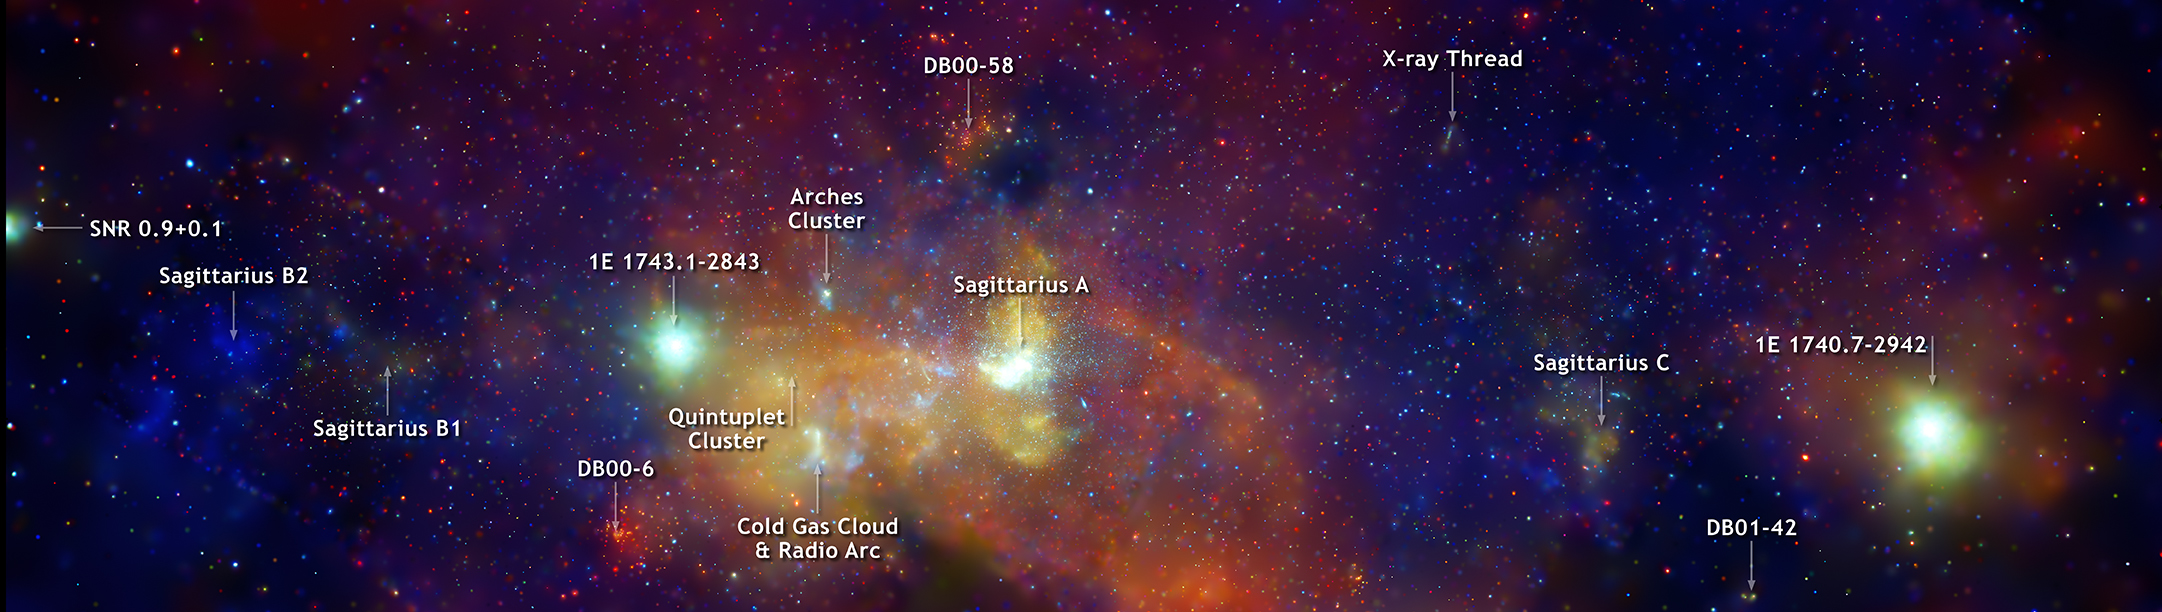 X-ray Thread
DB00-58
Arches
Cluster
SNR 0.9+0.1
1E 1743.1-2843
Sagittarius B2
Sagittarius A
1E 1740.7-2942
Sagittarius C
Quintuplet
Cluster
Sagittarius B1
DB00-6
Cold Gas Cloud
& Radio Arc
DB01-42